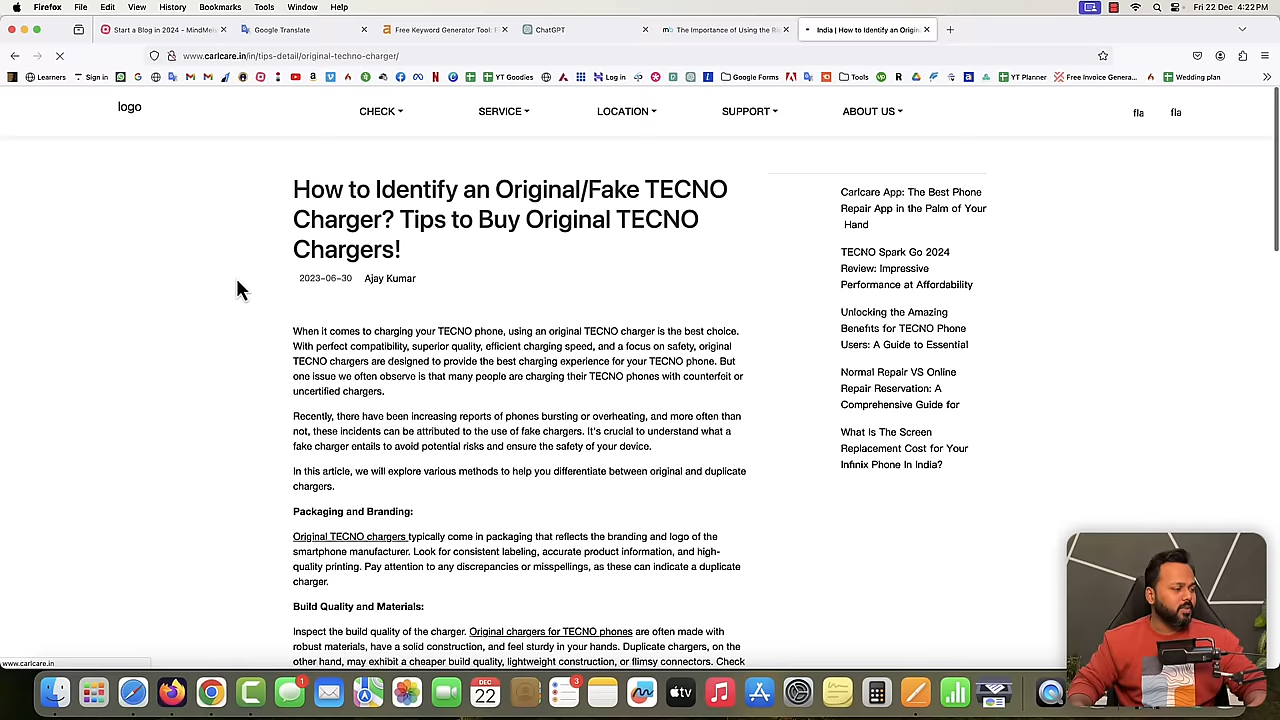 Firefox File Edit View History Bookmarks Tools Window Help
Fri 22 Dec 4:22 PM
Start a Blog in 2024 - MindMe
Google Translate
Free Keyword Generator Tool: F
ChatGPT
The Importance of Using the Ri
India | How to Identify an Origin
www.carlcare.in/in/tips-detail/original-techno-charger/
Learners Sign in Log in YT Goodies Google Forms Tools YT Planner Free Invoice Genera... Wedding plan
logo
CHECK
SERVICE
LOCATION
SUPPORT
ABOUT US
fla
fla
How to Identify an Original/Fake TECNO
Charger? Tips to Buy Original TECNO
Chargers!
2023-06-30 Ajay Kumar
When it comes to charging your TECNO phone, using an original TECNO charger is the best choice.
With perfect compatibility, superior quality, efficient charging speed, and a focus on safety, original
TECNO chargers are designed to provide the best charging experience for your TECNO phone. But
one issue we often observe is that many people are charging their TECNO phones with counterfeit or
uncertified chargers.
Recently, there have been increasing reports of phones bursting or overheating, and more often than
not, these incidents can be attributed to the use of fake chargers. It's crucial to understand what a
fake charger entails to avoid potential risks and ensure the safety of your device.
In this article, we will explore various methods to help you differentiate between original and duplicate
chargers.
Packaging and Branding:
Original TECNO chargers typically come in packaging that reflects the branding and logo of the
smartphone manufacturer. Look for consistent labeling, accurate product information, and high-
quality printing. Pay attention to any discrepancies or misspellings, as these can indicate a duplicate
charger.
Build Quality and Materials:
Inspect the build quality of the charger. Original chargers for TECNO phones are often made with
robust materials, have a solid construction, and feel sturdy in your hands. Duplicate chargers, on the
other hand, may exhibit a cheaper build quality, lightweight construction, or flimsy connectors. Check
Carlcare App: The Best Phone
Repair App in the Palm of Your
Hand
TECNO Spark Go 2024
Review: Impressive
Performance at Affordability
Unlocking the Amazing
Benefits for TECNO Phone
Users: A Guide to Essential
Normal Repair VS Online
Repair Reservation: A
Comprehensive Guide for
What Is The Screen
Replacement Cost for Your
Infinix Phone In India?
www.carlcare.in
1
DEC
22
3
tv